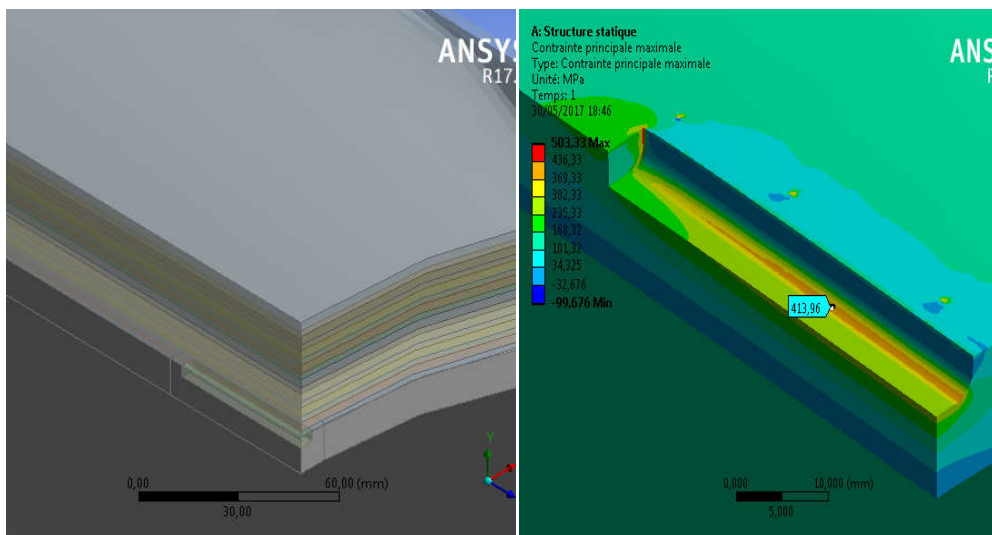 ANSYS
R17.
0,00
60,00 (mm)
30,00
Y
A: Structure statique
Contrainte principale maximale
Type: Contrainte principale maximale
Unité: MPa
Temps: 1
30/05/2017 18:46
503,33 Max
436,33
369,33
302,33
235,33
168,32
101,32
34,325
-32,676
-99,676 Min
ANS
R
413,96
0,000
10,000 (mm)
5,000